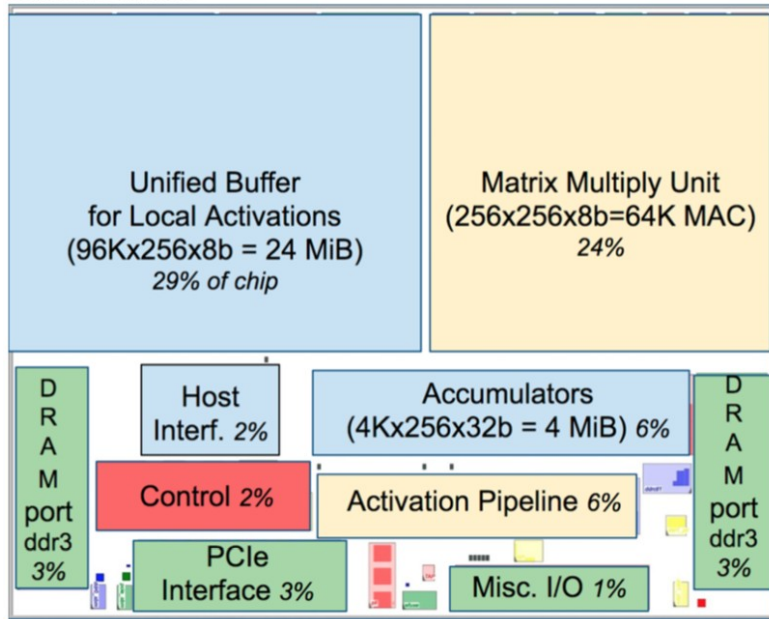 Unified Buffer
for Local Activations
(96Kx256x8b = 24 MiB)
29% of chip
Matrix Multiply Unit
(256x256x8b=64K MAC)
24%
D
R
A
M
port
ddr3
3%
Host
Interf. 2%
Accumulators
(4Kx256x32b = 4 MiB) 6%
Control 2%
Activation Pipeline 6%
PCIe
Interface 3%
Misc. I/O 1%
D
R
A
M
port
ddr3
3%